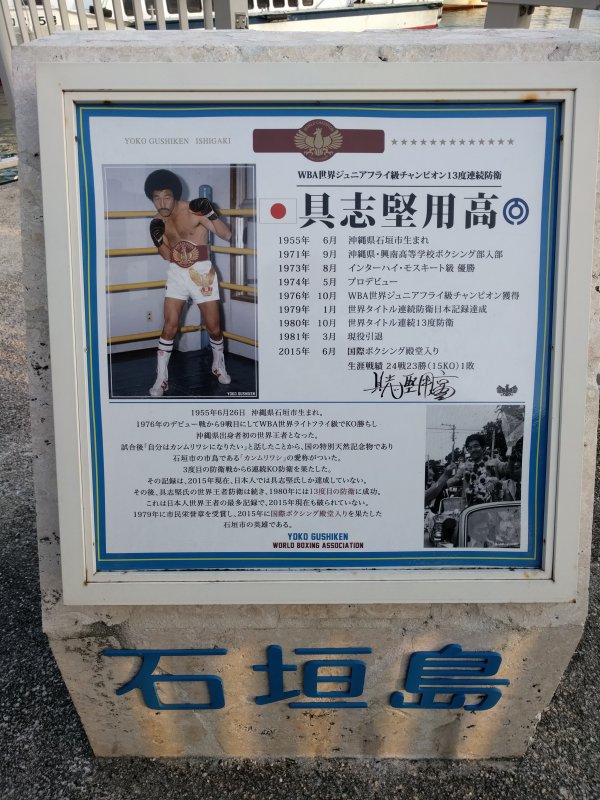 YOKO GUSHIKEN ISHIGAKI
WBA世界ジュニアフライ級チャンピオン13度連続防衛
具志堅用高
1955年 6月 沖縄県石垣市生まれ
1971年 9月 沖縄県・興南高等学校ボクシング部入部
1973年 8月 インターハイ・モスキート級 優勝
1974年 5月 プロデビュー
1976年 10月 WBA世界ジュニアフライ級チャンピオン獲得
1979年 1月 世界タイトル連続防衛日本記録達成
1980年 10月 世界タイトル連続13度防衛
1981年 3月 現役引退
2015年 6月 国際ボクシング殿堂入り
生涯戦績 24戦23勝(15KO)1敗
具志堅用高
YOKO GUSHIKEN
1955年6月26日 沖縄県石垣市生まれ。
1976年のデビュー戦から9戦目にしてWBA世界ライトフライ級でKO勝ちし
沖縄県出身者初の世界王者となった。
試合後「自分はカンムリワシになりたい」と話したことから、国の特別天然記念物であり
石垣市の市鳥である「カンムリワシ」の愛称がついた。
3度目の防衛戦から6連続KO防衛を果たした。
その記録は、2015年現在、日本人では具志堅氏しか達成していない。
その後、具志堅氏の世界王者防衛は続き、1980年には13度目の防衛に成功。
これは日本人世界王者の最多記録で、2015年現在も破られていない。
1979年に市民栄誉章を受賞し、2015年に国際ボクシング殿堂入りを果たした
石垣市の英雄である。
YOKO GUSHIKEN
WORLD BOXING ASSOCIATION
石垣島